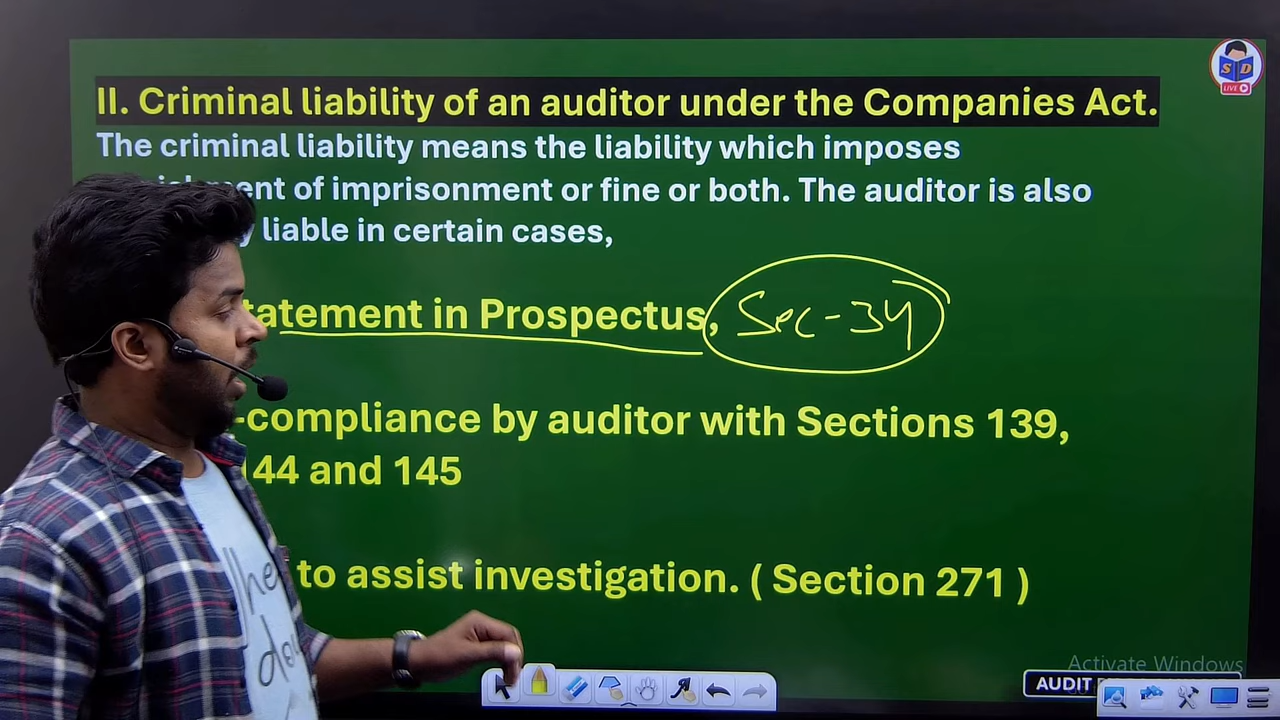 II. Criminal liability of an auditor under the Companies Act.
The criminal liability means the liability which imposes
of imprisonment or fine or both. The auditor is also
liable in certain cases,
tatement in Prospectus, Sec-34
-compliance by auditor with Sections 139,
144 and 145
to assist investigation. ( Section 271 )
S D
LIVE
Activate Windows
AUDIT